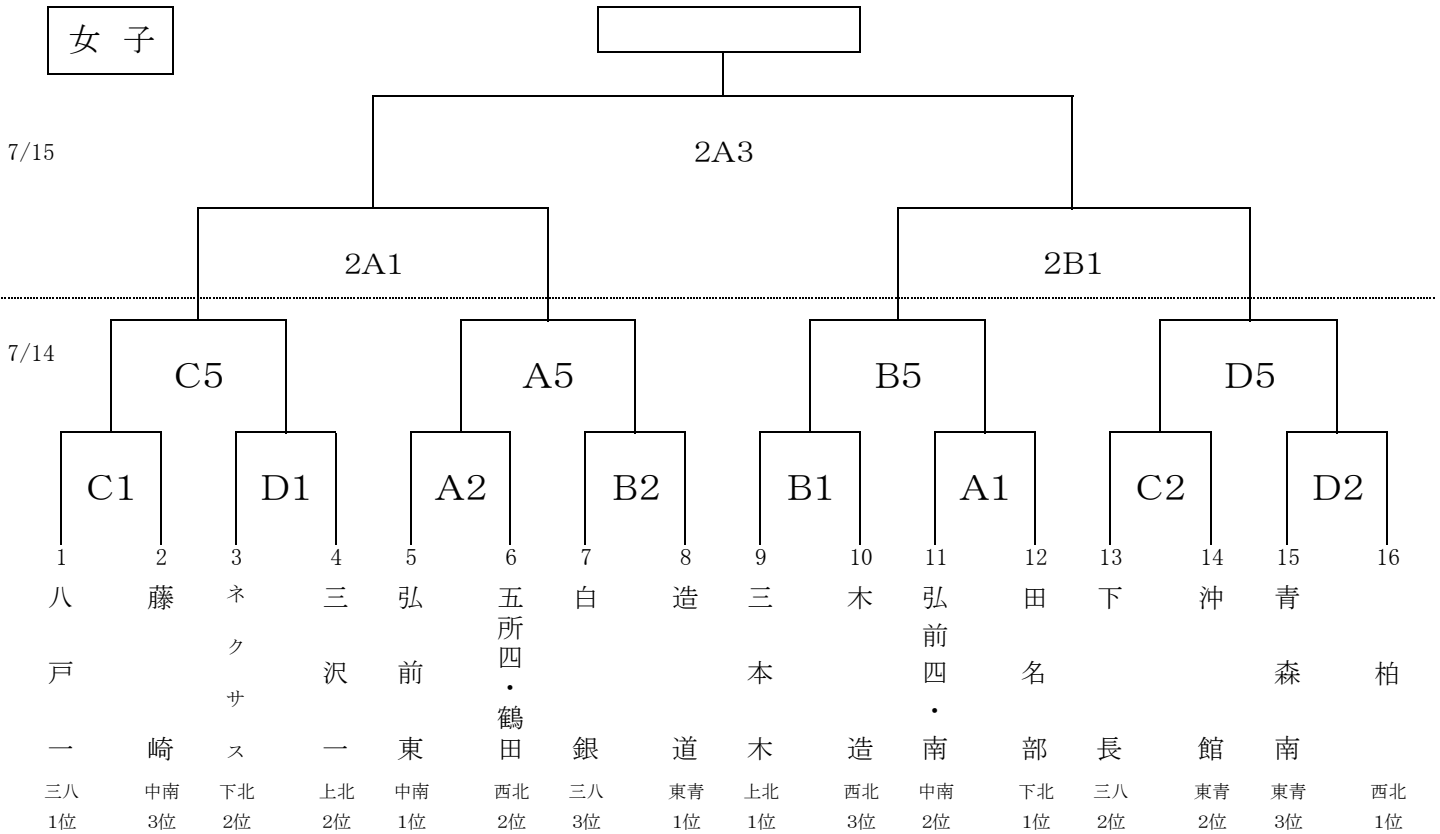 女 子
7/15
2A3
2A1
2B1
7/14
C5
A5
B5
D5
C1
D1
A2
B2
B1
A1
C2
D2
1
2
3
4
5
6
7
8
9
10
11
12
13
14
15
16
八戸一
藤崎
ネクサス
三沢一
弘前東
五所四・鶴田
白銀
造道
三本木
木造
弘前四・南
田名部
下長
沖館
青森南
柏
三八
中南
下北
上北
中南
西北
三八
東青
上北
西北
中南
下北
三八
東青
東青
西北
1位
3位
2位
2位
1位
2位
3位
1位
1位
3位
2位
1位
2位
2位
3位
1位